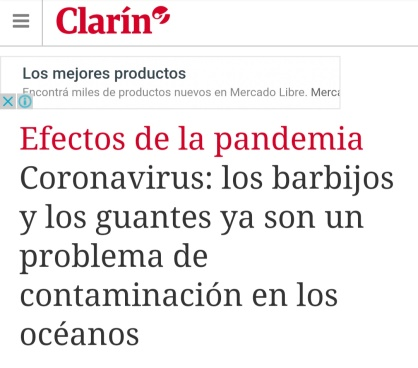 Clarín
Los mejores productos
Encontrá miles de productos nuevos en Mercado Libre. Merca
Efectos de la pandemia
Coronavirus: los barbijos
y los guantes ya son un
problema de
contaminación en los
océanos